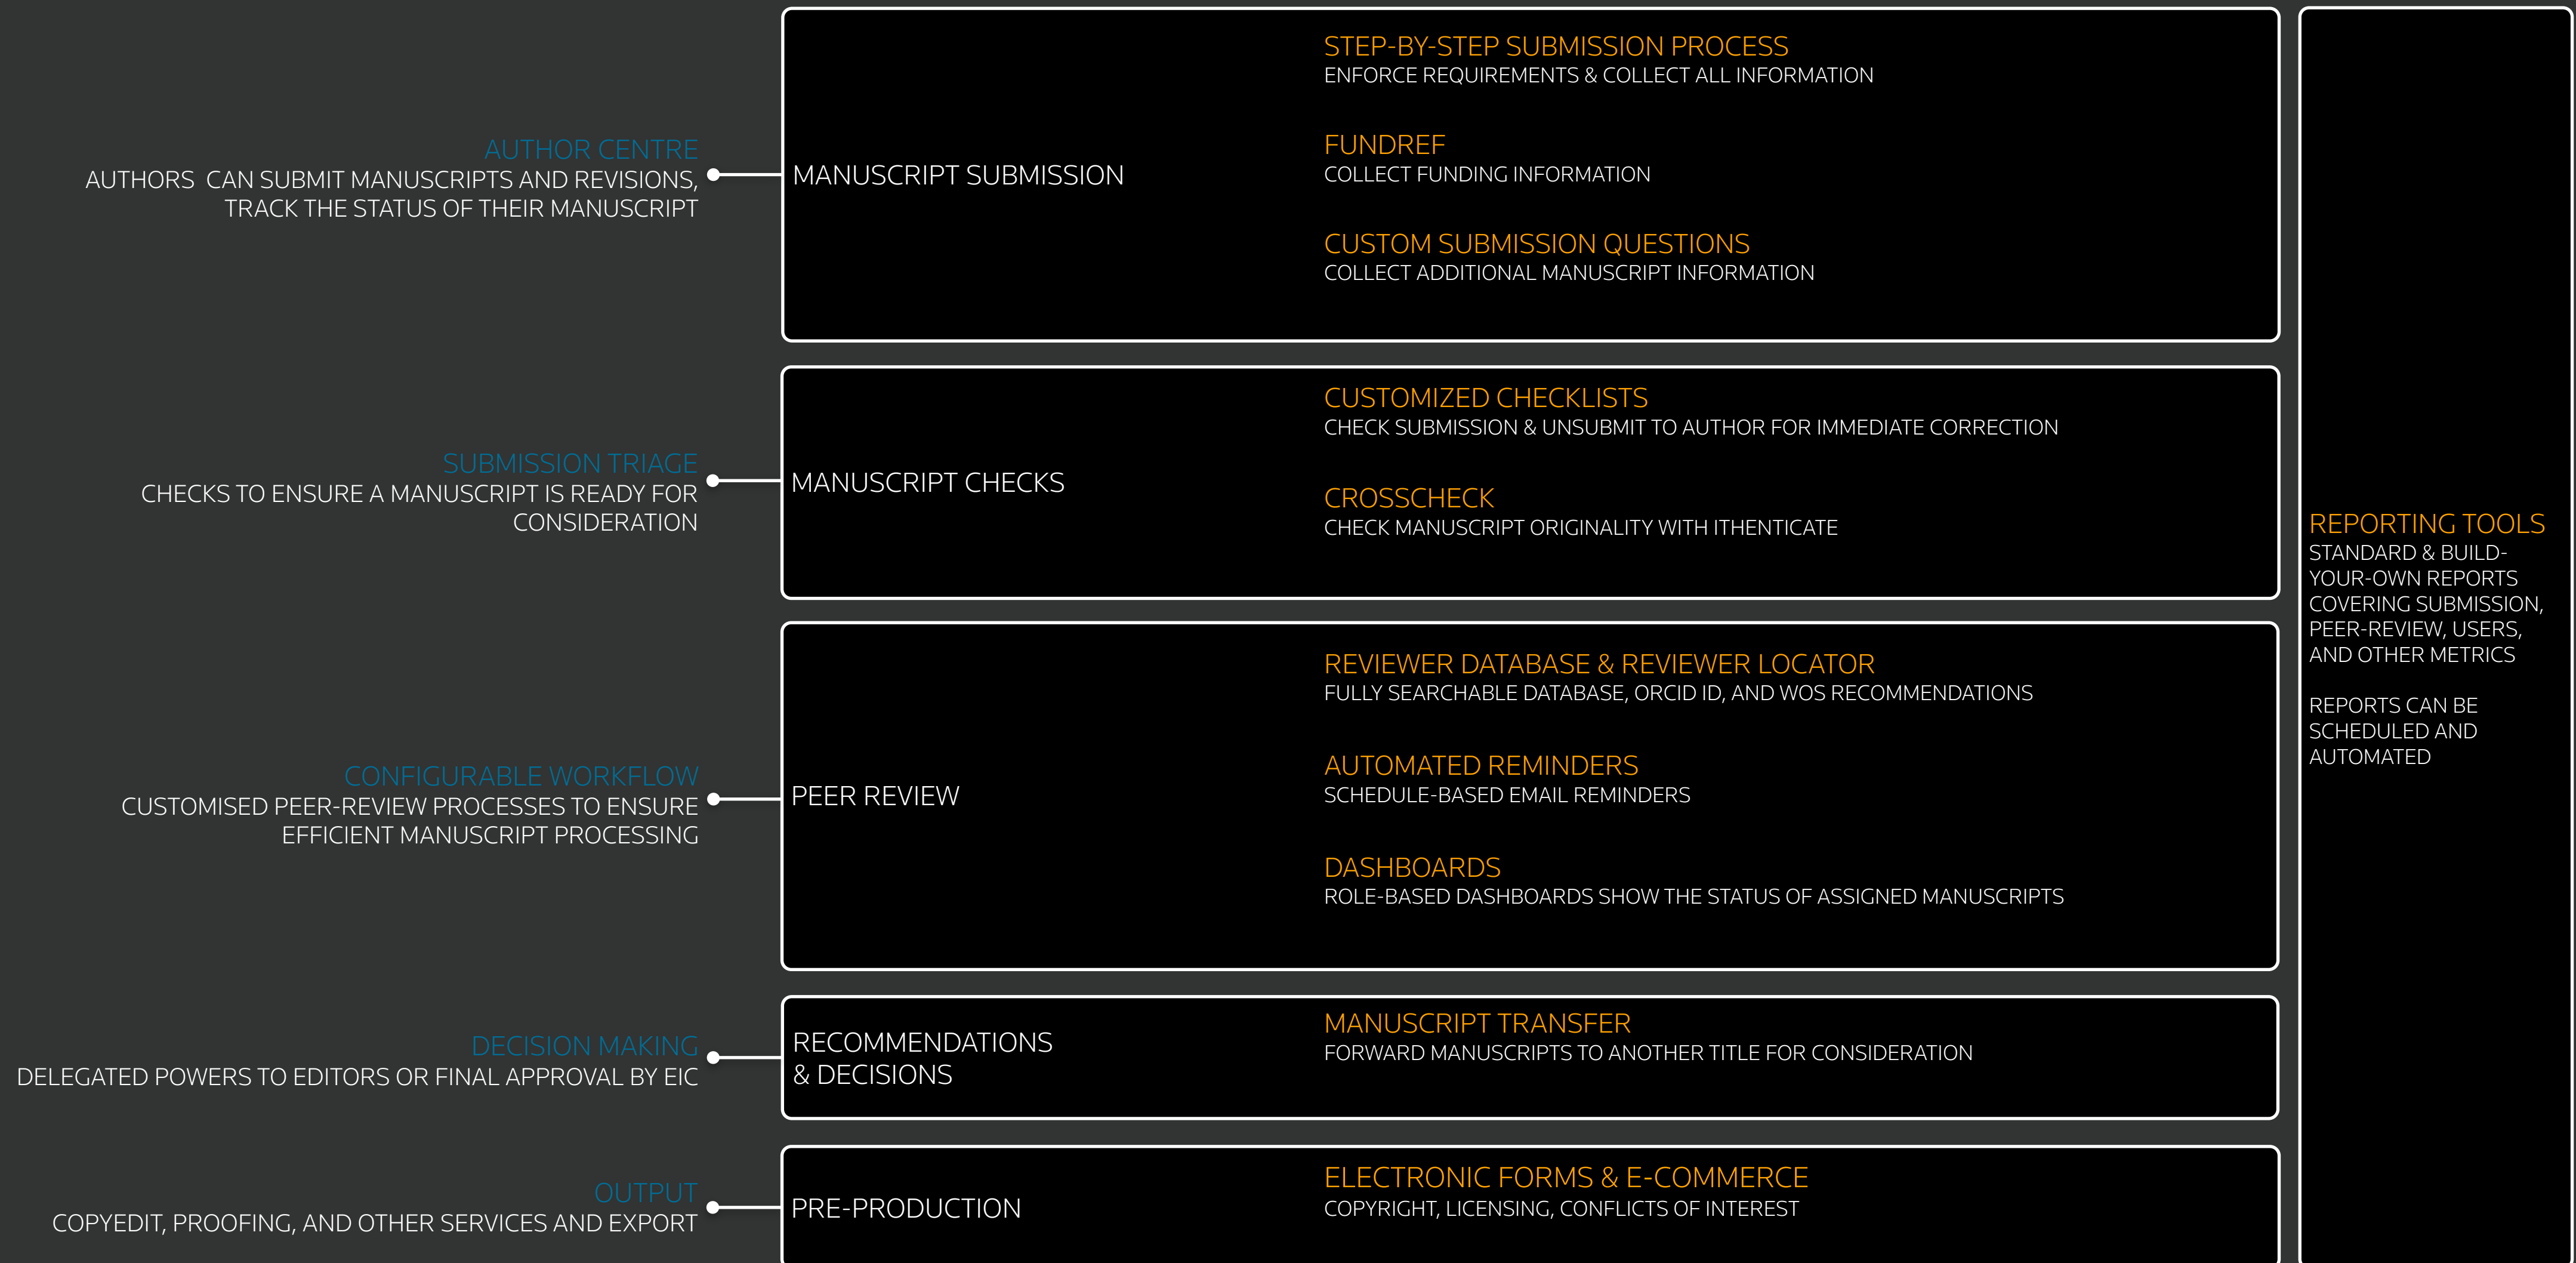 AUTHOR CENTRE
AUTHORS CAN SUBMIT MANUSCRIPTS AND REVISIONS,
TRACK THE STATUS OF THEIR MANUSCRIPT
MANUSCRIPT SUBMISSION
STEP-BY-STEP SUBMISSION PROCESS
ENFORCE REQUIREMENTS & COLLECT ALL INFORMATION
FUNDREF
COLLECT FUNDING INFORMATION
CUSTOM SUBMISSION QUESTIONS
COLLECT ADDITIONAL MANUSCRIPT INFORMATION
SUBMISSION TRIAGE
CHECKS TO ENSURE A MANUSCRIPT IS READY FOR
CONSIDERATION
MANUSCRIPT CHECKS
CUSTOMIZED CHECKLISTS
CHECK SUBMISSION & UNSUBMIT TO AUTHOR FOR IMMEDIATE CORRECTION
CROSSCHECK
CHECK MANUSCRIPT ORIGINALITY WITH ITHENTICATE
CONFIGURABLE WORKFLOW
CUSTOMISED PEER-REVIEW PROCESSES TO ENSURE
EFFICIENT MANUSCRIPT PROCESSING
PEER REVIEW
REVIEWER DATABASE & REVIEWER LOCATOR
FULLY SEARCHABLE DATABASE, ORCID ID, AND WOS RECOMMENDATIONS
AUTOMATED REMINDERS
SCHEDULE-BASED EMAIL REMINDERS
DASHBOARDS
ROLE-BASED DASHBOARDS SHOW THE STATUS OF ASSIGNED MANUSCRIPTS
DECISION MAKING
DELEGATED POWERS TO EDITORS OR FINAL APPROVAL BY EIC
RECOMMENDATIONS
& DECISIONS
MANUSCRIPT TRANSFER
FORWARD MANUSCRIPTS TO ANOTHER TITLE FOR CONSIDERATION
OUTPUT
COPYEDIT, PROOFING, AND OTHER SERVICES AND EXPORT
PRE-PRODUCTION
ELECTRONIC FORMS & E-COMMERCE
COPYRIGHT, LICENSING, CONFLICTS OF INTEREST
REPORTING TOOLS
STANDARD & BUILD-
YOUR-OWN REPORTS
COVERING SUBMISSION,
PEER-REVIEW, USERS,
AND OTHER METRICS
REPORTS CAN BE
SCHEDULED AND
AUTOMATED